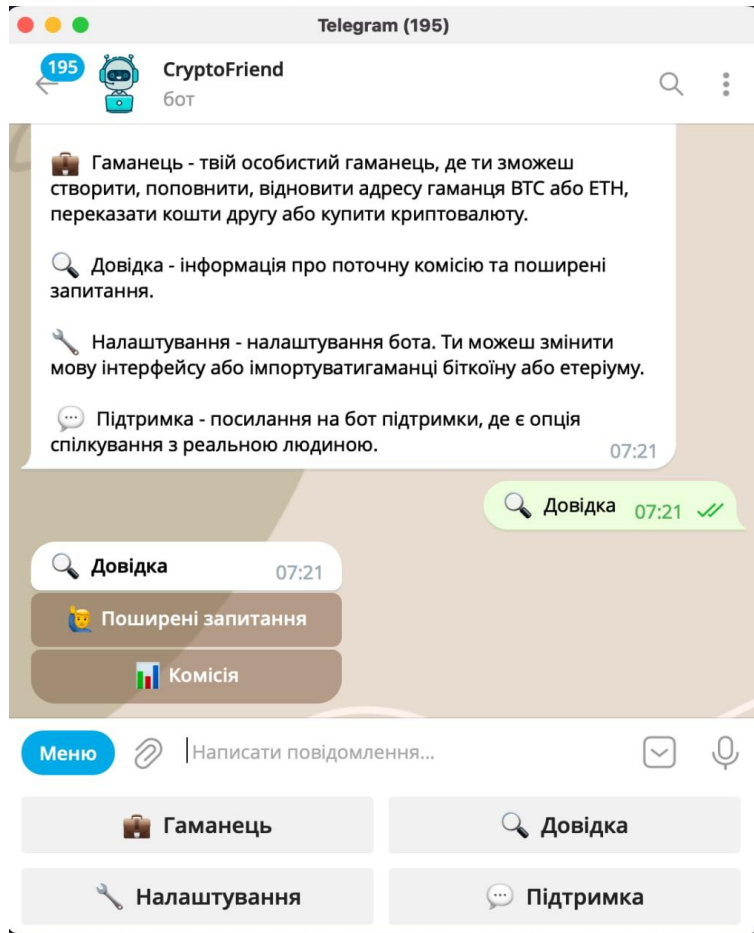 Telegram (195)
195
CryptoFriend
бот
💼 Гаманець - твій особистий гаманець, де ти зможеш
створити, поповнити, відновити адресу гаманця BTC або ETH,
переказати кошти другу або купити криптовалюту.
🔍 Довідка - інформація про поточну комісію та поширені
запитання.
🔧 Налаштування - налаштування бота. Ти можеш змінити
мову інтерфейсу або імпортуватигаманці біткоїну або етеріуму.
💬 Підтримка - посилання на бот підтримки, де є опція
спілкування з реальною людиною.
07:21
🔍 Довідка 07:21
🔍 Довідка 07:21
🙋‍♂️ Поширені запитання
📊 Комісія
Меню
Написати повідомлення...
💼 Гаманець
🔍 Довідка
🔧 Налаштування
💬 Підтримка